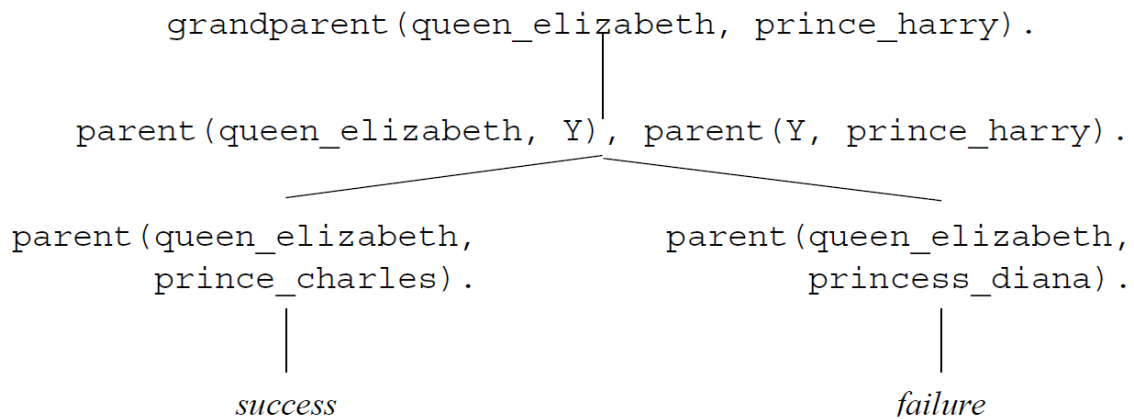 grandparent(queen_elizabeth, prince_harry).
parent(queen_elizabeth, Y), parent(Y, prince_harry).
parent(queen_elizabeth,
prince_charles).
parent(queen_elizabeth,
princess_diana).
success
failure